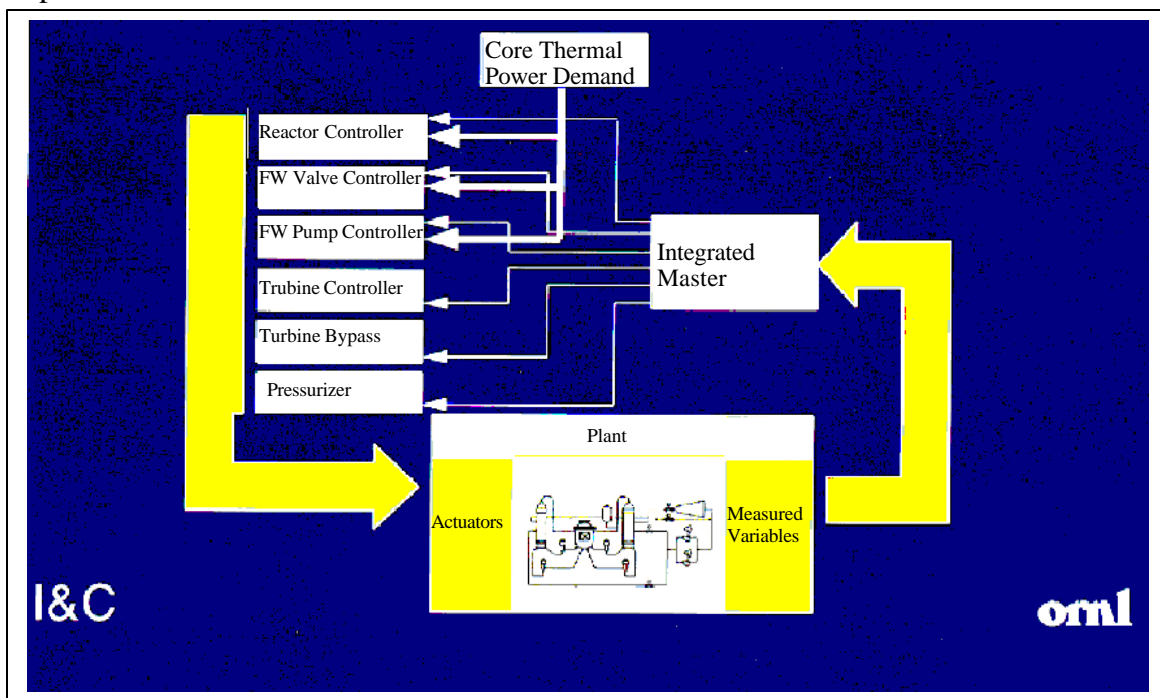 Core Thermal
Power Demand
Reactor Controller
FW Valve Controller
FW Pump Controller
Trubine Controller
Turbine Bypass
Pressurizer
Integrated
Master
Plant
Actuators
Measured
Variables
I&C
ornl